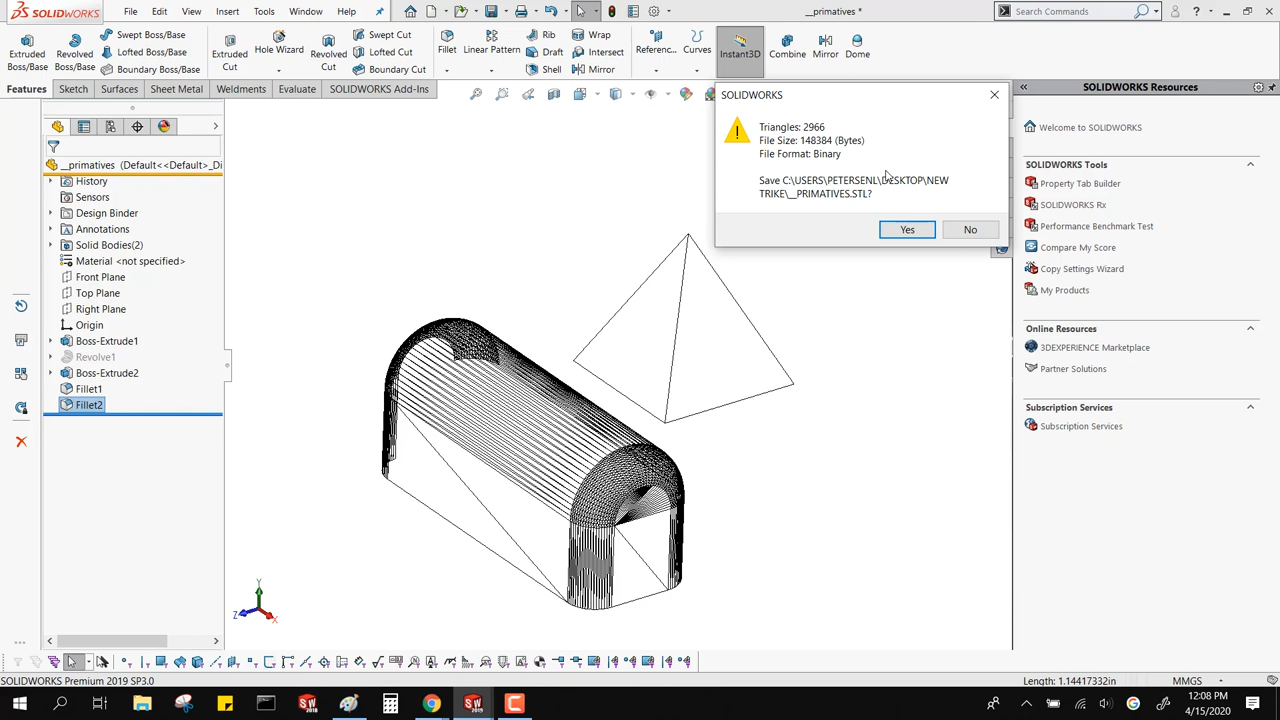 SOLIDWORKS
File Edit View Insert Tools Window Help
__primatives *
Search Commands
Extruded Boss/Base
Revolved Boss/Base
Swept Boss/Base
Lofted Boss/Base
Boundary Boss/Base
Extruded Cut
Hole Wizard
Revolved Cut
Swept Cut
Lofted Cut
Boundary Cut
Fillet
Linear Pattern
Rib
Draft
Shell
Wrap
Intersect
Mirror
Referenc...
Curves
Instant3D
Combine
Mirror
Dome
Features Sketch Surfaces Sheet Metal Weldments Evaluate SOLIDWORKS Add-Ins
__primatives (Default<<Default>_Di
History
Sensors
Design Binder
Annotations
Solid Bodies(2)
Material <not specified>
Front Plane
Top Plane
Right Plane
Origin
Boss-Extrude1
Revolve1
Boss-Extrude2
Fillet1
Fillet2
SOLIDWORKS
Triangles: 2966
File Size: 148384 (Bytes)
File Format: Binary
Save C:\USERS\PETERSENL\DESKTOP\NEW
TRIKE\__PRIMATIVES.STL?
Yes No
Y
Z
X
SOLIDWORKS Resources
Welcome to SOLIDWORKS
SOLIDWORKS Tools
Property Tab Builder
SOLIDWORKS Rx
Performance Benchmark Test
Compare My Score
Copy Settings Wizard
My Products
Online Resources
3DEXPERIENCE Marketplace
Partner Solutions
Subscription Services
Subscription Services
SOLIDWORKS Premium 2019 SP3.0
Length: 1.14417332in
MMGS
12:08 PM
4/15/2020